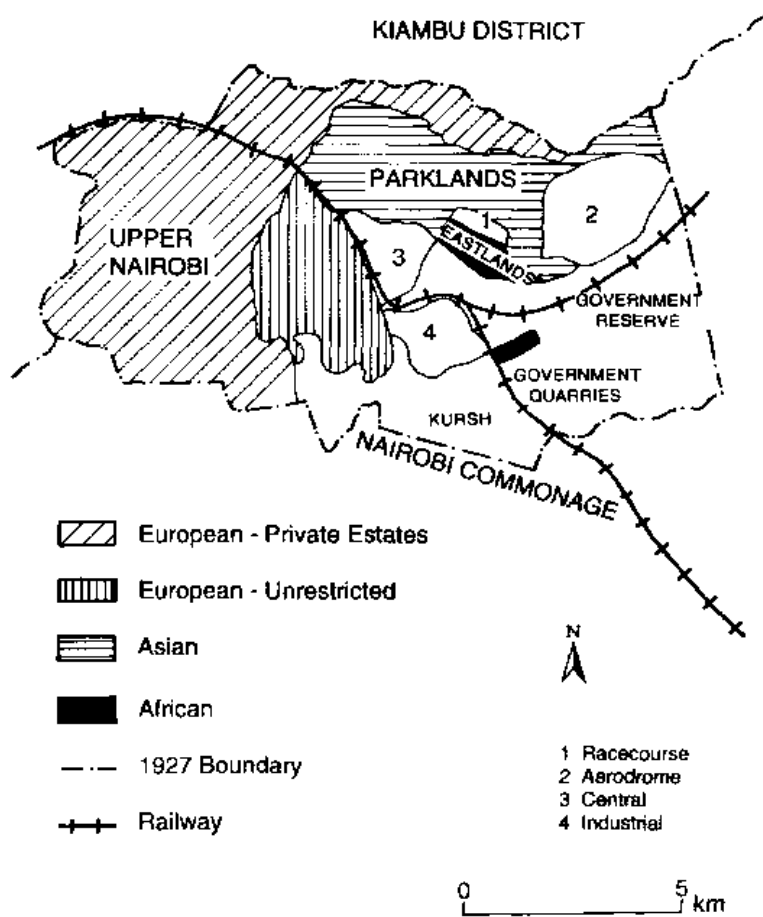 KIAMBU DISTRICT
PARKLANDS
UPPER
NAIROBI
1
2
EASTLANDS
3
GOVERNMENT
RESERVE
4
GOVERNMENT
QUARRIES
KURSH
NAIROBI COMMONAGE
European - Private Estates
European - Unrestricted
Asian
African
1927 Boundary
Railway
N
1 Racecourse
2 Aerodrome
3 Central
4 Industrial
0 5
km